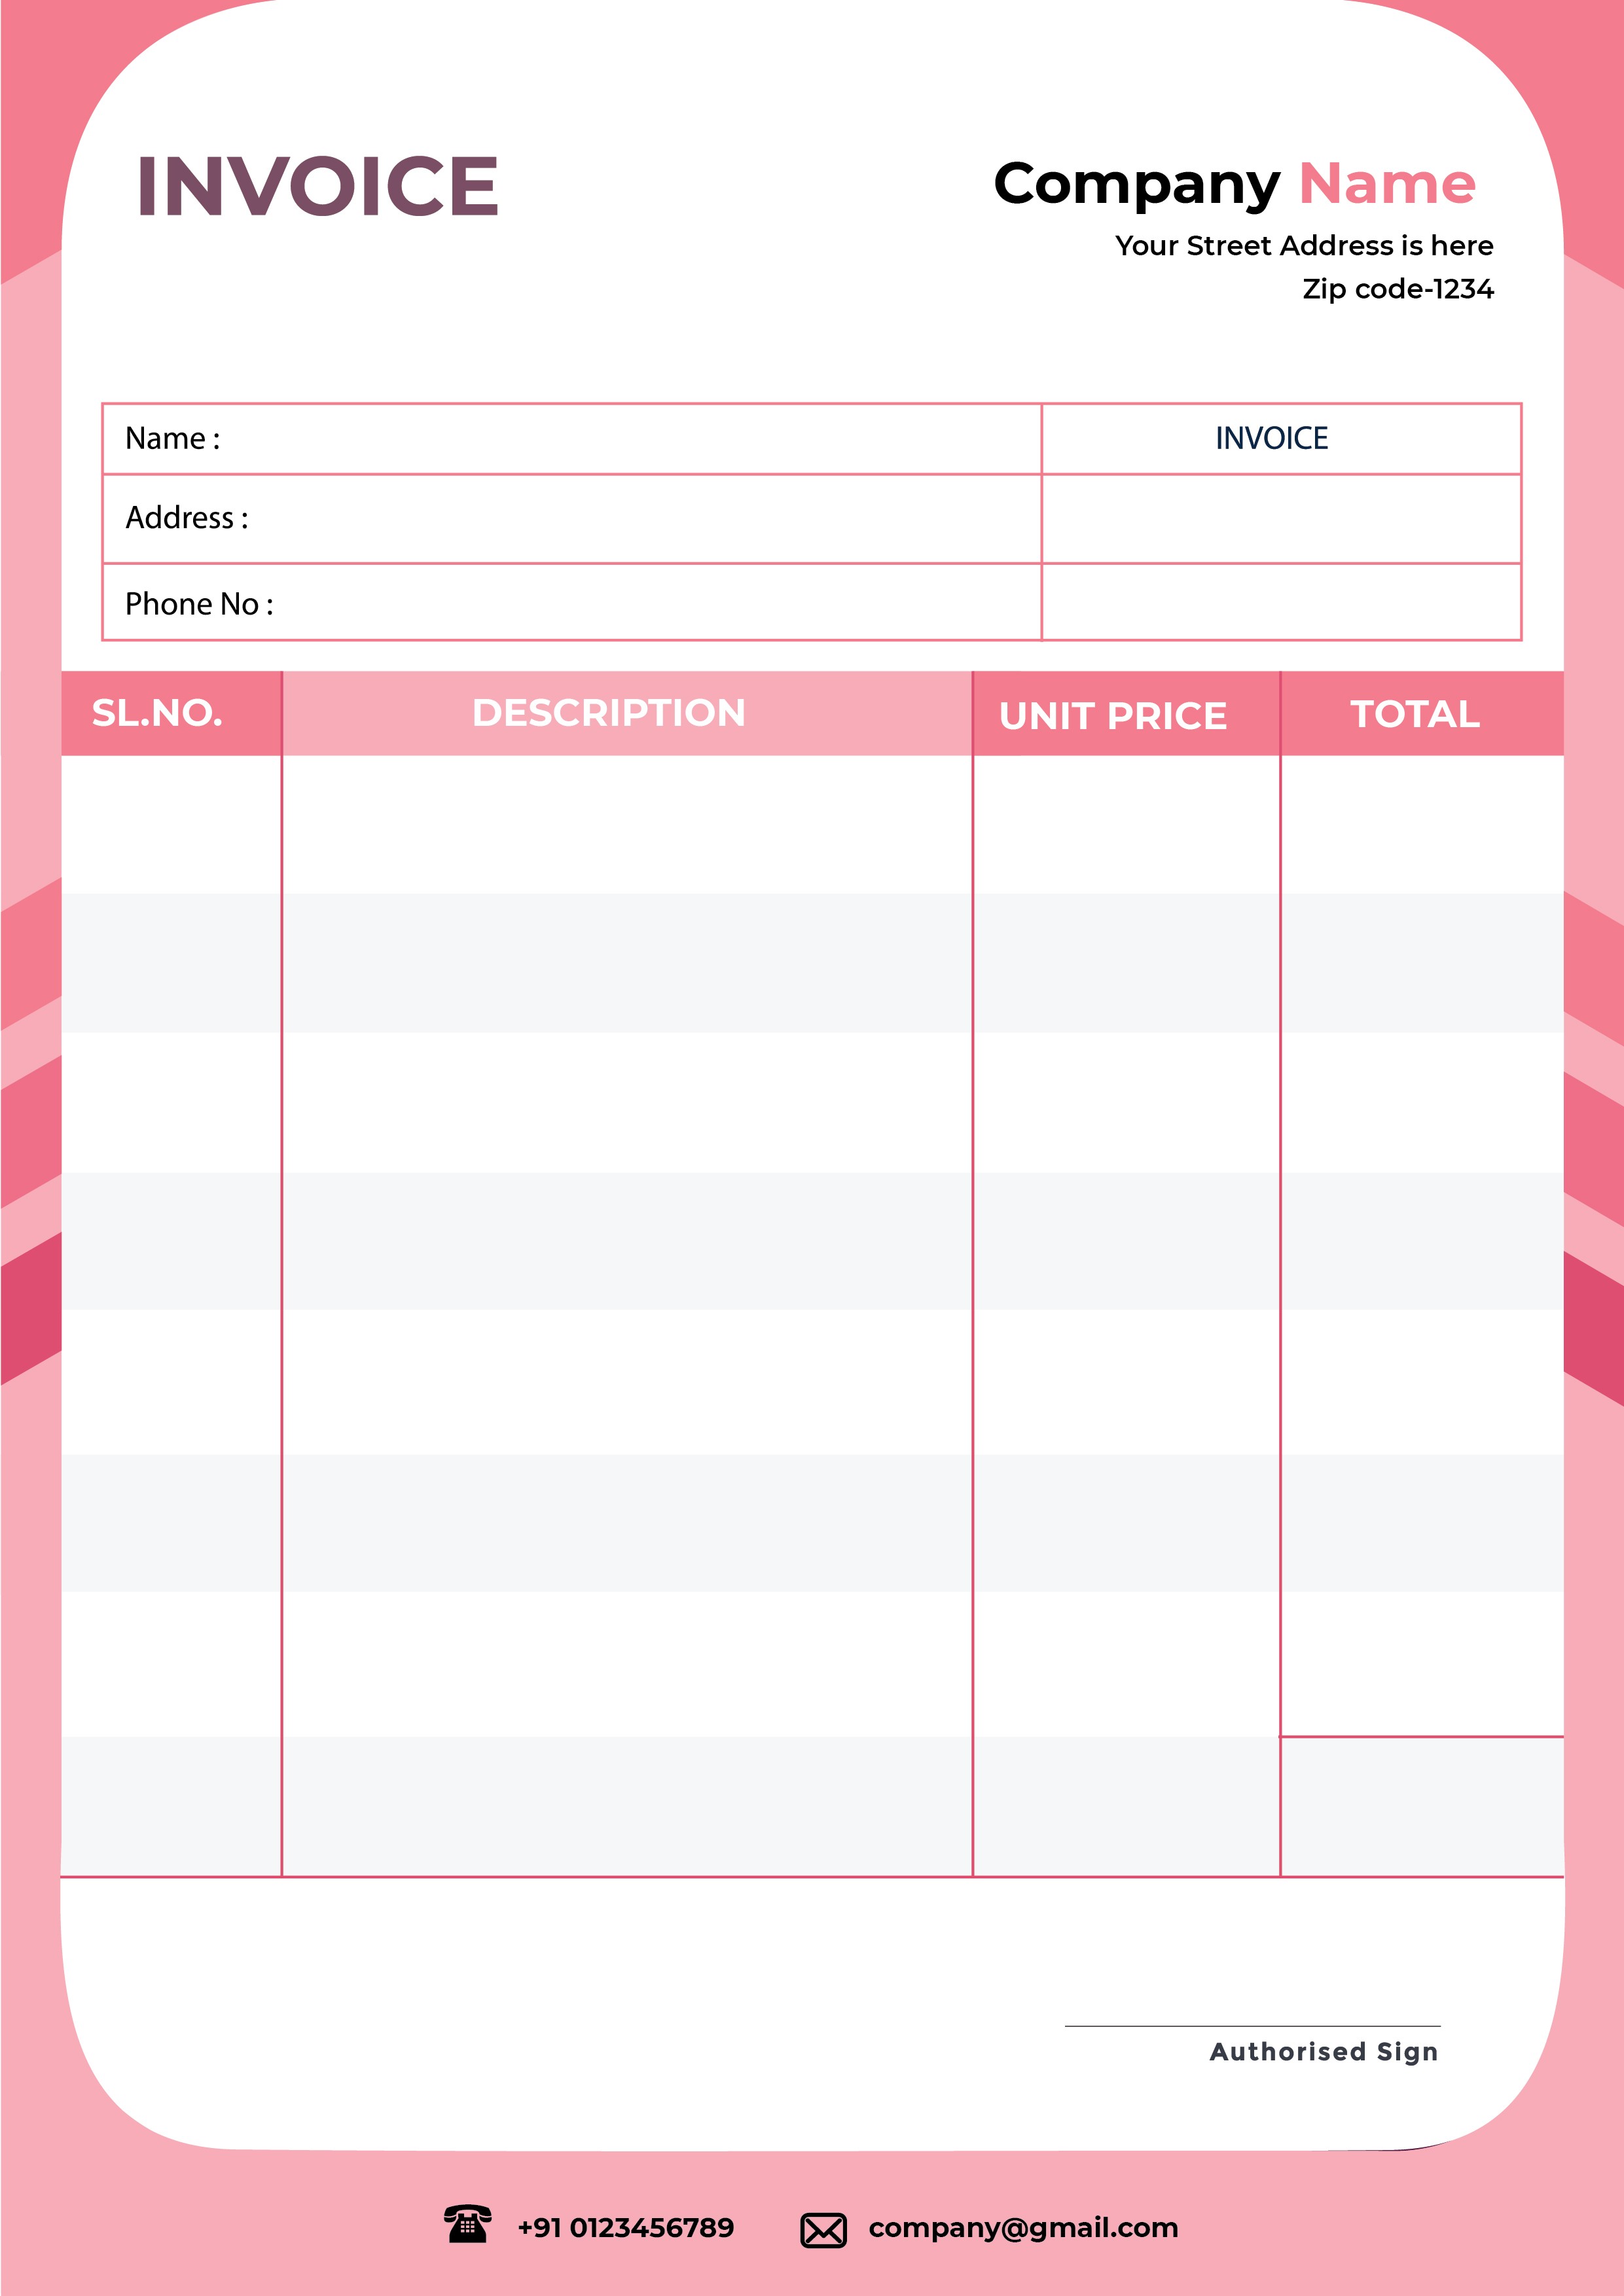 INVOICE
Company Name
Your Street Address is here
Zip code-1234
Name :
INVOICE
Address :
Phone No :
SL.NO. DESCRIPTION UNIT PRICE TOTAL
Authorised Sign
+91 0123456789 company@gmail.com